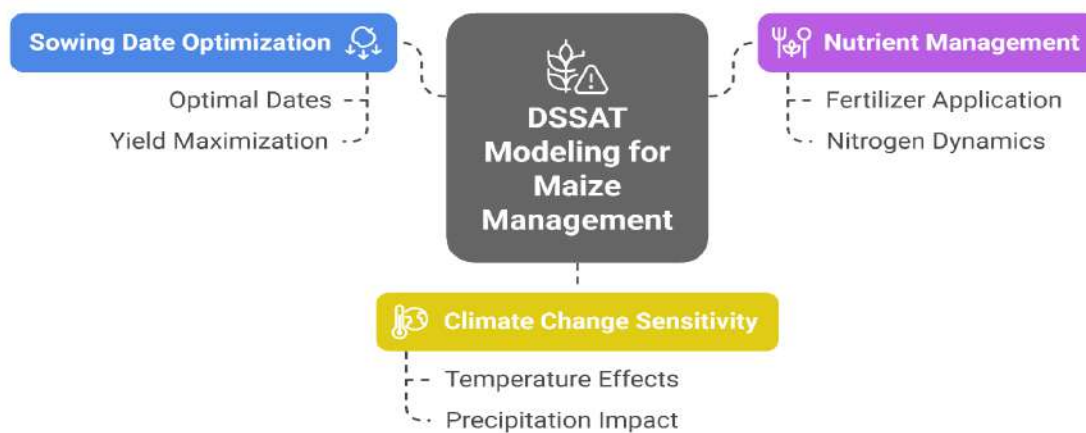 Sowing Date Optimization
Optimal Dates
Yield Maximization
DSSAT
Modeling for
Maize
Management
Nutrient Management
Fertilizer Application
Nitrogen Dynamics
Climate Change Sensitivity
Temperature Effects
Precipitation Impact